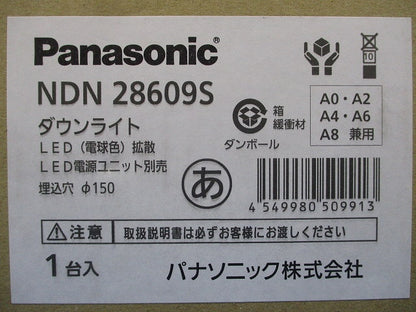 Panasonic®
NDN 28609S
ダウンライト
LED(電球色)拡散
LED電源ユニット別売
埋込穴 φ150
10
箱
緩衝材
ダンボール
A0・A2
A4・A6
A8 兼用
あ
4 549980 509913
注意 取扱説明書は必ずお客様にお渡しください。
1台入
パナソニック株式会社